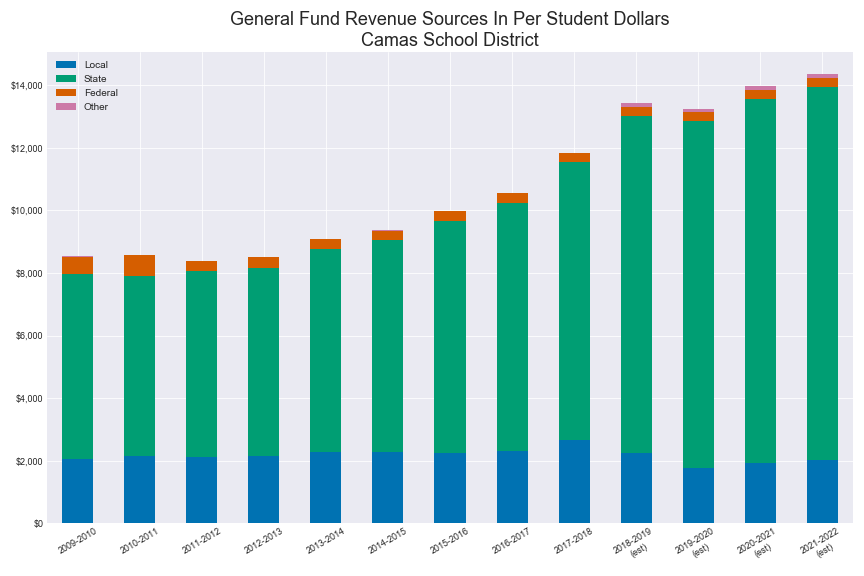 General Fund Revenue Sources In Per Student Dollars
Camas School District
Local
State
Federal
Other
$14,000
$12,000
$10,000
$8,000
$6,000
$4,000
$2,000
$0
2009-2010
2010-2011
2011-2012
2012-2013
2013-2014
2014-2015
2015-2016
2016-2017
2017-2018
2018-2019
(est)
2019-2020
(est)
2020-2021
(est)
2021-2022
(est)